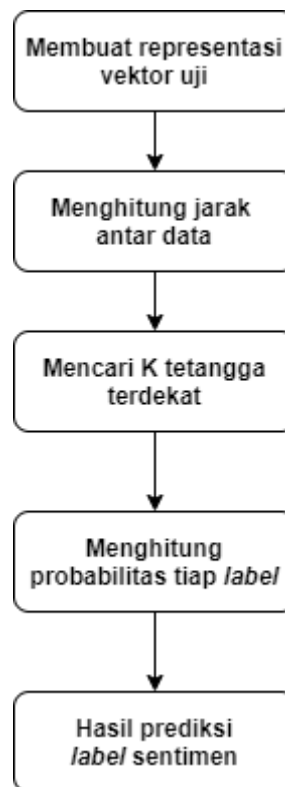 Membuat representasi
vektor uji
Menghitung jarak
antar data
Mencari K tetangga
terdekat
Menghitung
probabilitas tiap label
Hasil prediksi
label sentimen